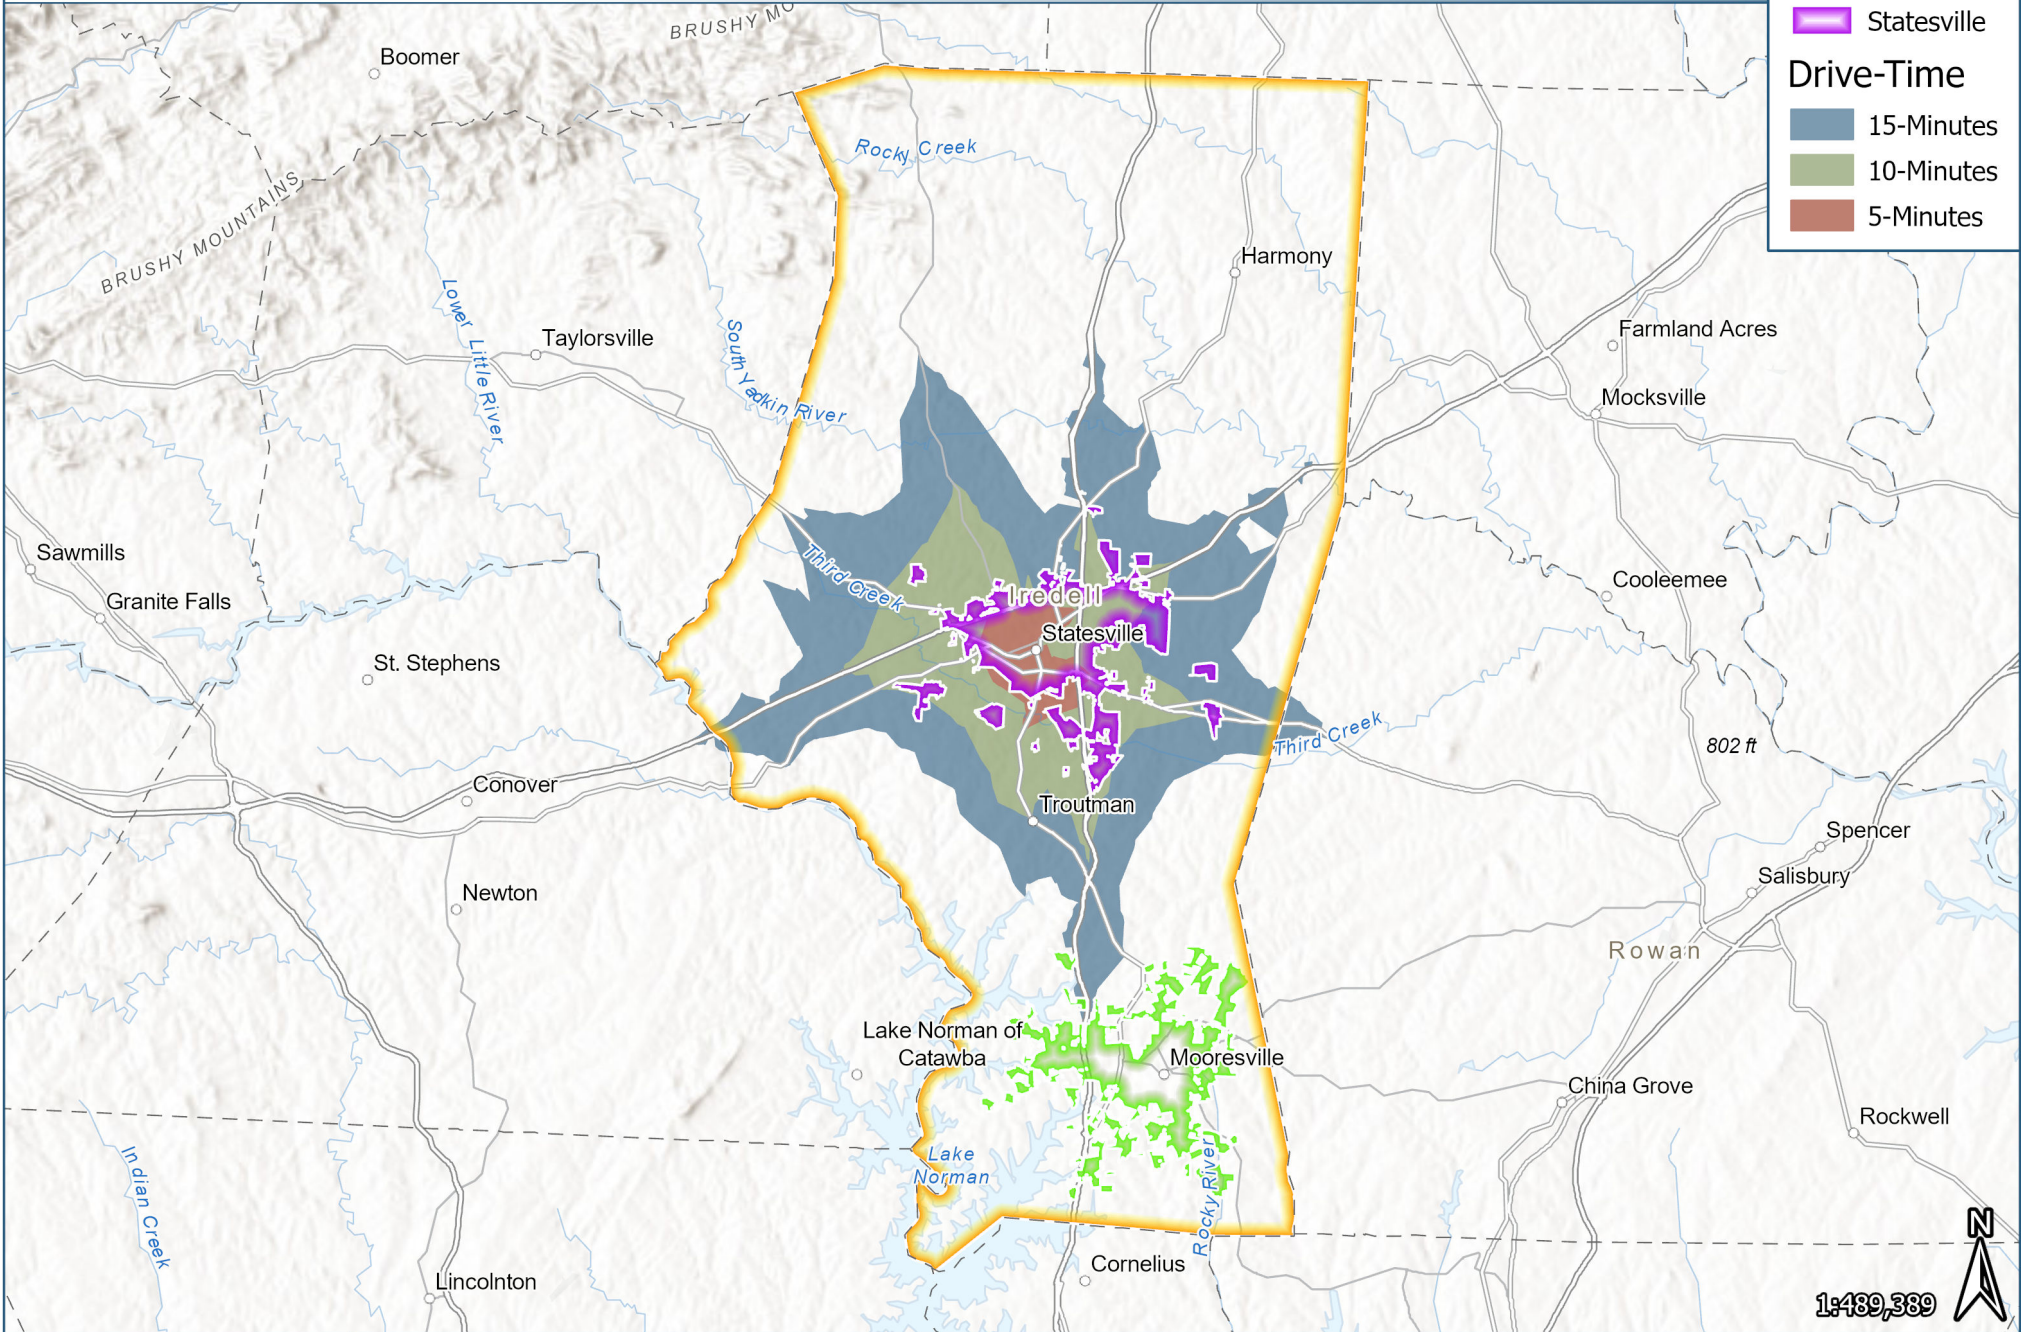 BRUSHY MO
Statesville
Boomer
Drive-Time
15-Minutes
Rocky Creek
10-Minutes
BRUSHY MOUNTAINS
5-Minutes
Harmony
Lower Little River
South Yadkin River
Taylorsville
Farmland Acres
Mocksville
Sawmills
Third Creek
Cooleemee
Granite Falls
Iredell
Statesville
St. Stephens
Third Creek
802 ft
Conover
Troutman
Spencer
Salisbury
Newton
Rowan
Lake Norman of
Catawba
Mooresville
China Grove
Rockwell
Indian Creek
Lake
Norman
Rocky River
N
Cornelius
Lincolnton
1:489,389